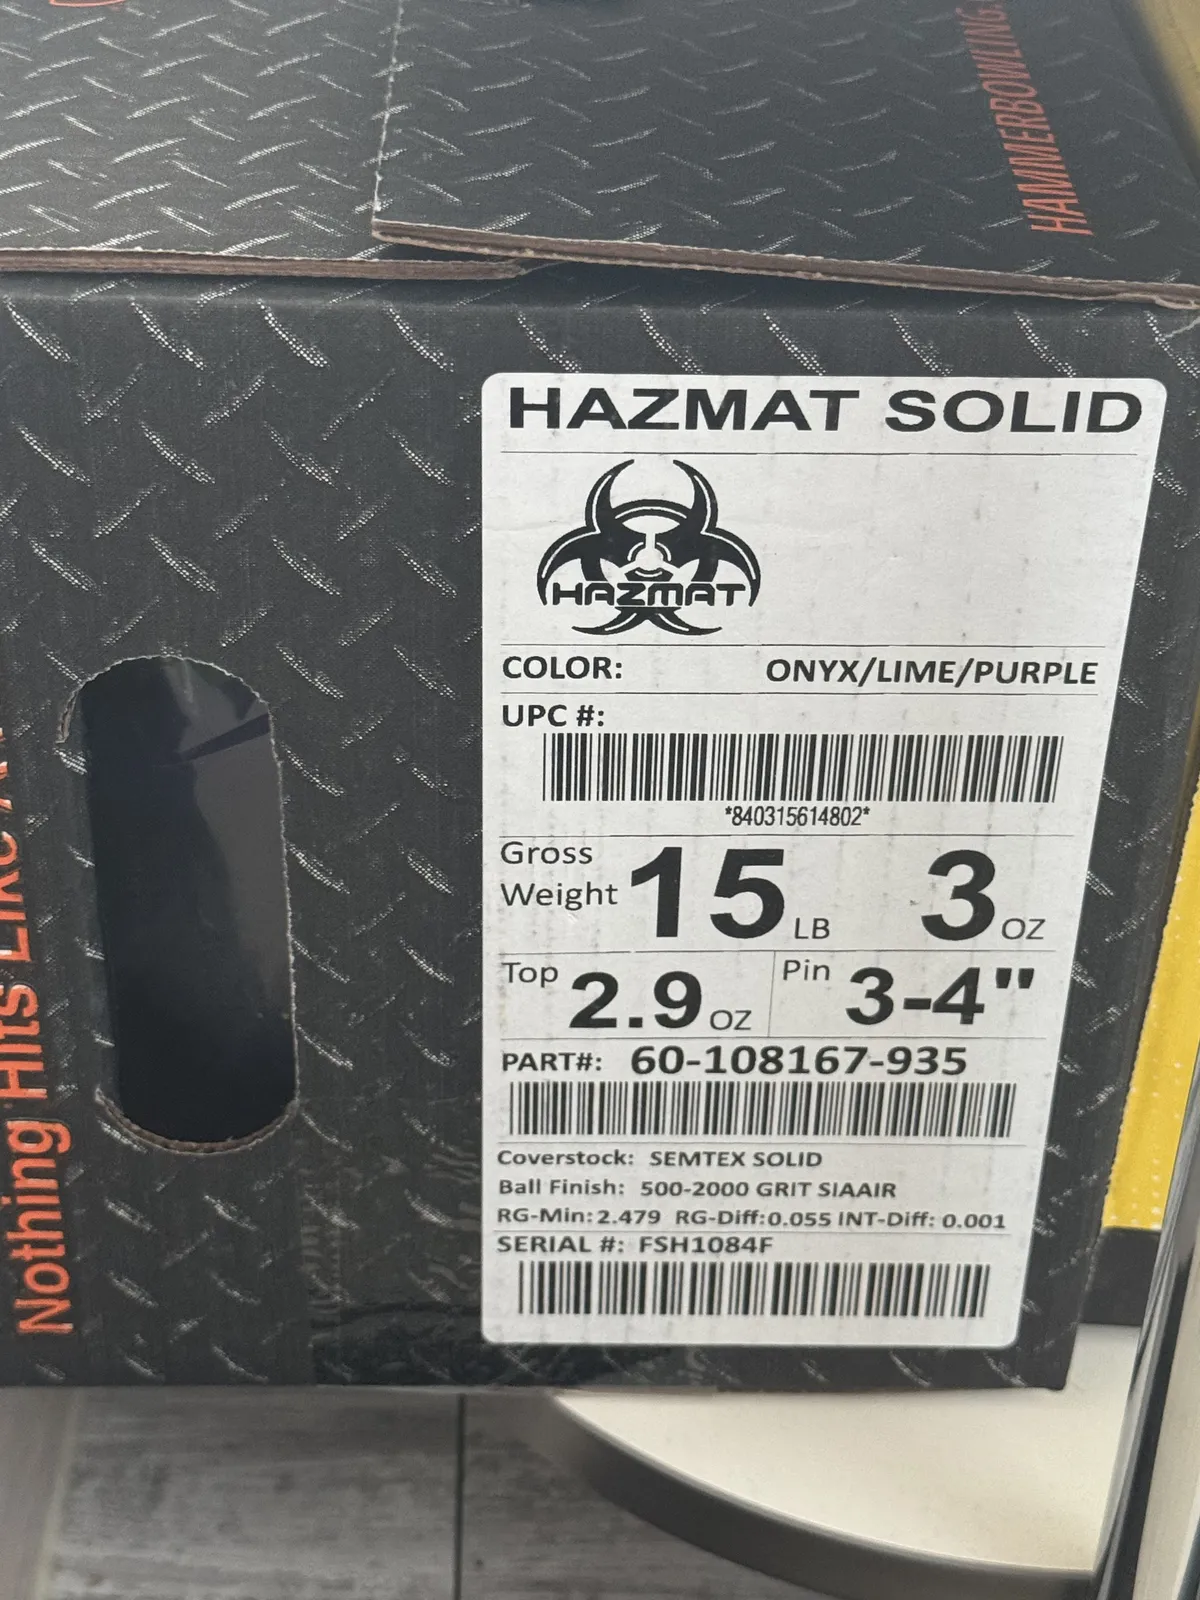 HAMMERBOWLING.
Nothing Hits Like
HAZMAT SOLID
HAZMAT
COLOR: ONYX/LIME/PURPLE
UPC #:
*840315614802*
Gross Weight 15 LB 3 OZ
Top 2.9 OZ Pin 3-4"
PART#: 60-108167-935
Coverstock: SEMTEX SOLID
Ball Finish: 500-2000 GRIT SIAAIR
RG-Min: 2.479 RG-Diff:0.055 INT-Diff: 0.001
SERIAL #: FSH1084F